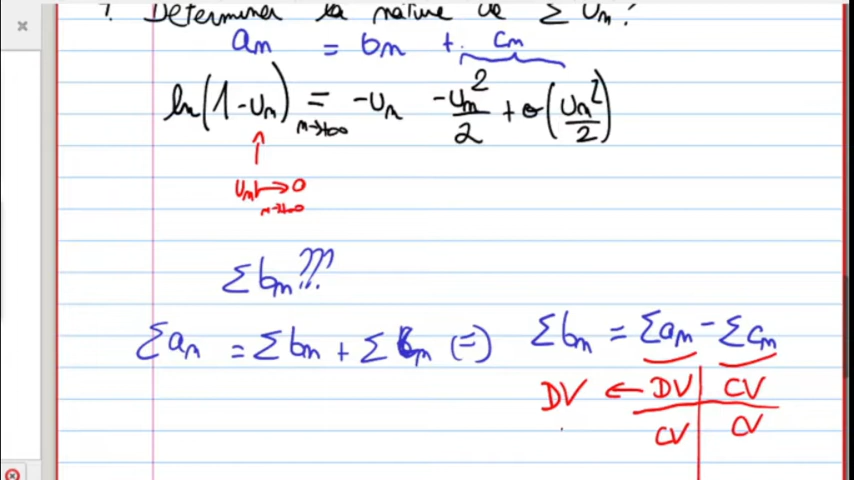 7. Déterminer la nature de Σ Un?
an = bn + cn
ln(1 - Un) = -Un - Un²/2 + o(Un²/2)
n→+∞
Un → 0
n→+∞
Σ bn ???
Σ an = Σ bn + Σ cn (=) Σ bn = Σ an - Σ cn
DV ← DV | CV
CV | CV